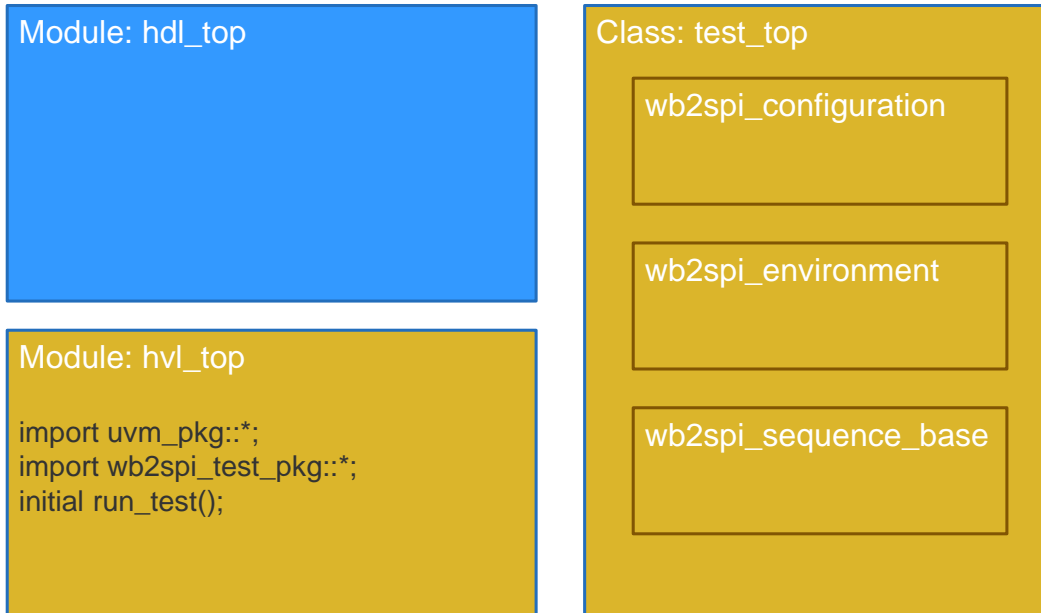 Module: hdl_top
Module: hvl_top
import uvm_pkg::*;
import wb2spi_test_pkg::*;
initial run_test();
Class: test_top
wb2spi_configuration
wb2spi_environment
wb2spi_sequence_base